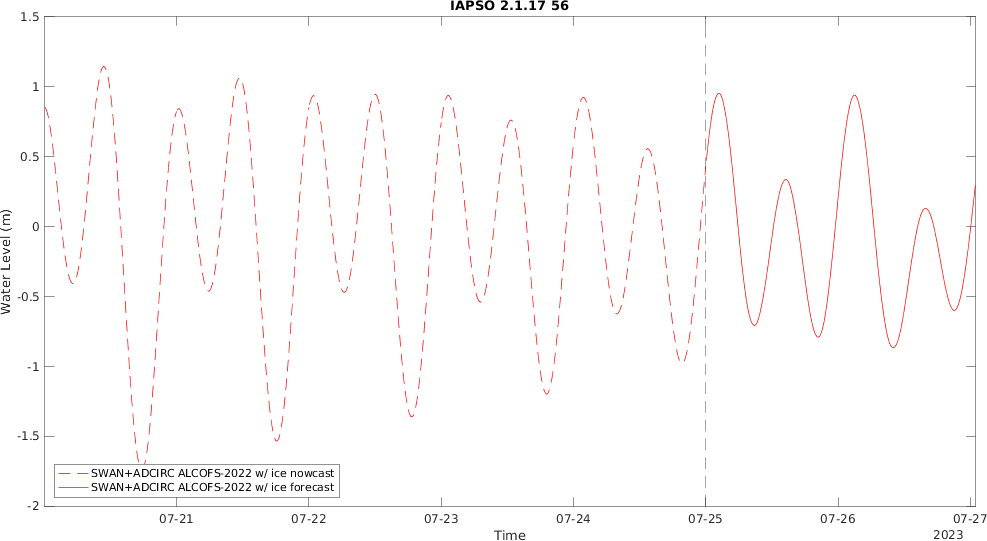 IAPSO 2.1.17 56
1.5
1
0.5
0
-0.5
-1
-1.5
-2
Water Level (m)
SWAN+ADCIRC ALCOFS-2022 w/ ice nowcast
SWAN+ADCIRC ALCOFS-2022 w/ ice forecast
07-21 07-22 07-23 07-24 07-25 07-26 07-27
Time
2023